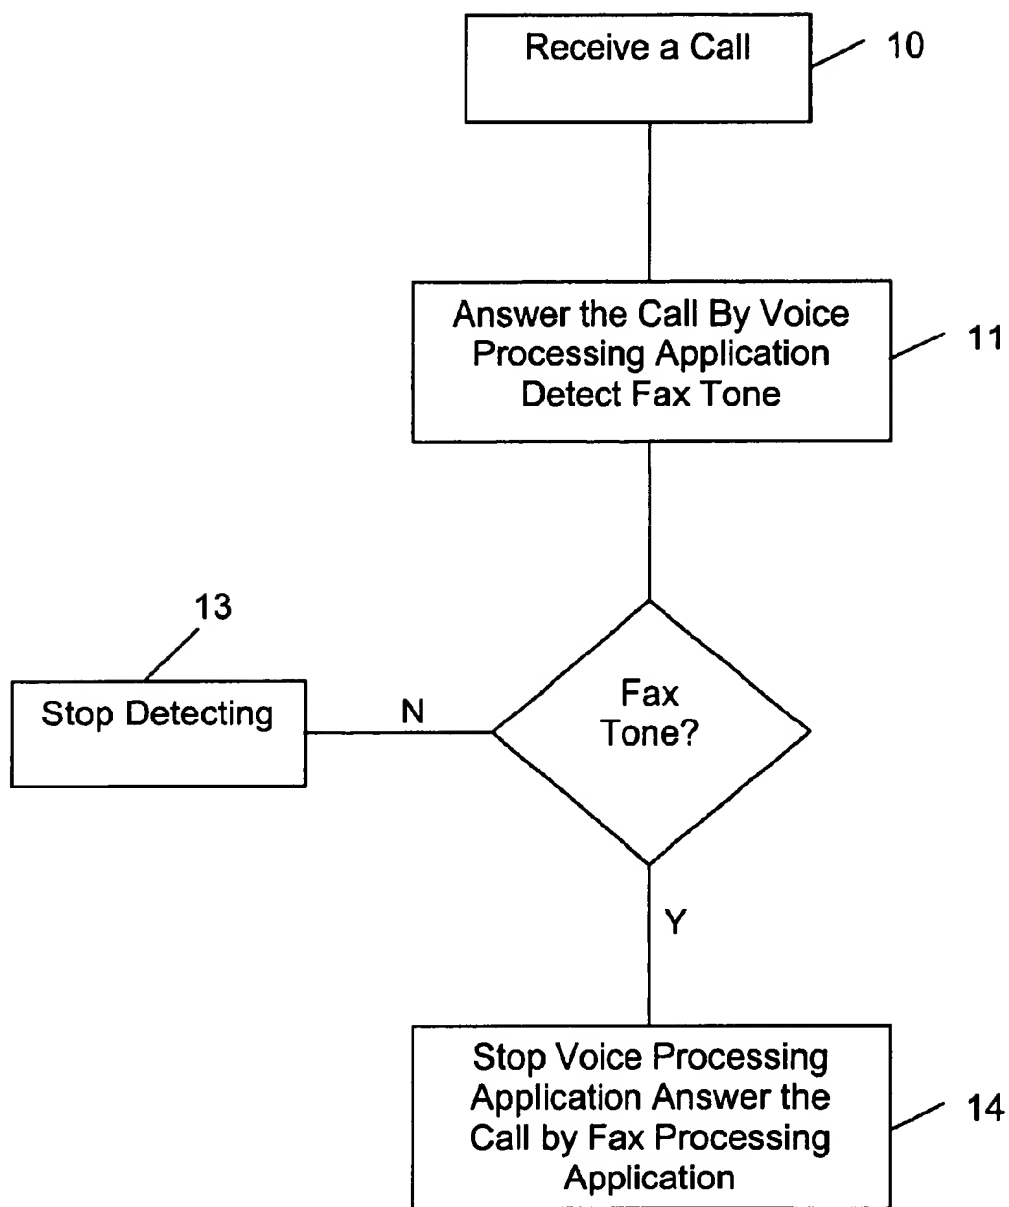 Receive a Call
10
Answer the Call By Voice
Processing Application
Detect Fax Tone
11
13
Fax
Tone?
Stop Detecting
N
Y
Stop Voice Processing
Application Answer the
Call by Fax Processing
Application
14